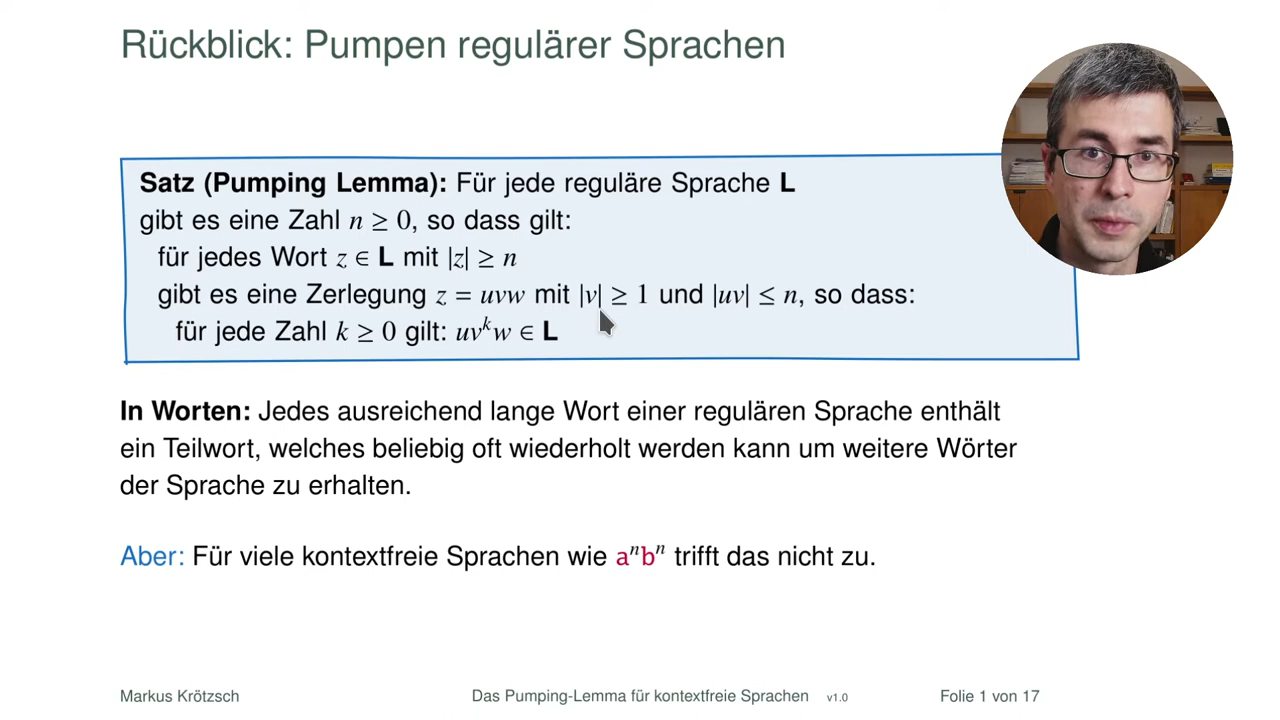 Rückblick: Pumpen regulärer Sprachen
Satz (Pumping Lemma): Für jede reguläre Sprache L
gibt es eine Zahl n ≥ 0, so dass gilt:
für jedes Wort z ∈ L mit |z| ≥ n
gibt es eine Zerlegung z = uvw mit |v| ≥ 1 und |uv| ≤ n, so dass:
für jede Zahl k ≥ 0 gilt: uvᵏw ∈ L
In Worten: Jedes ausreichend lange Wort einer regulären Sprache enthält
ein Teilwort, welches beliebig oft wiederholt werden kann um weitere Wörter
der Sprache zu erhalten.
Aber: Für viele kontextfreie Sprachen wie aⁿbⁿ trifft das nicht zu.
Markus Krötzsch Das Pumping-Lemma für kontextfreie Sprachen v1.0 Folie 1 von 17